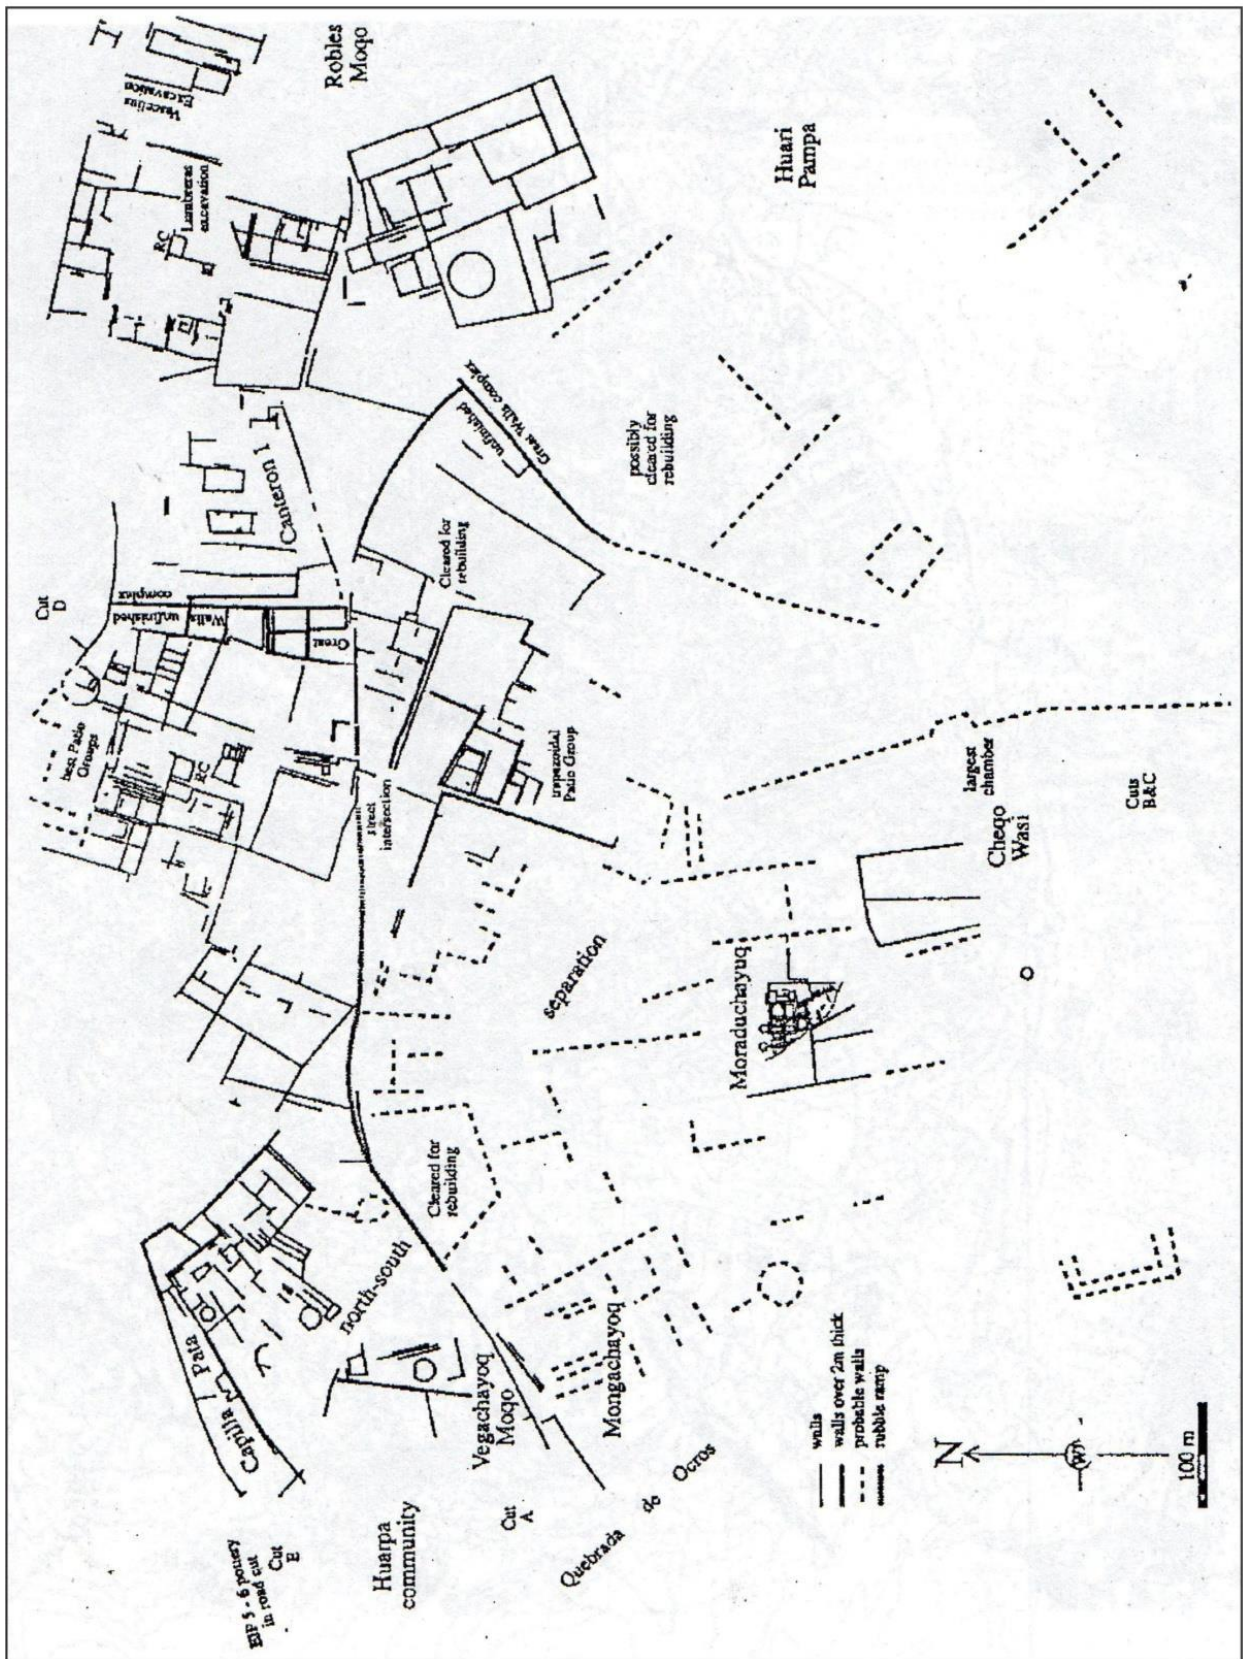 EIP 5 - 6 pottery
in road cut
Cut
E
Capilla Pata
Huarpa
community
north-south
Vegachayoq
Moqo
Cut
A
Quebrada
Ocros
Mongachayoq
Cleared for
rebuilding
best Patio
Groups
RC
Cut
D
unfinished
Great Walls complex
Canteron 1
street
intersection
trapazoidal
Patio Group
Cleared for
rebuilding
unfinished
Great Walls complex
Vescelius
Excavation
Lumbreras
excavation
RC
Robles
Moqo
separation
Moraduchayuq
possibly
cleared for
rebuilding
Huari
Pampa
largest
chamber
Cheqo
Wasi
Cuts
B&C
walls
walls over 2m thick
probable walls
rubble ramp
N
100 m